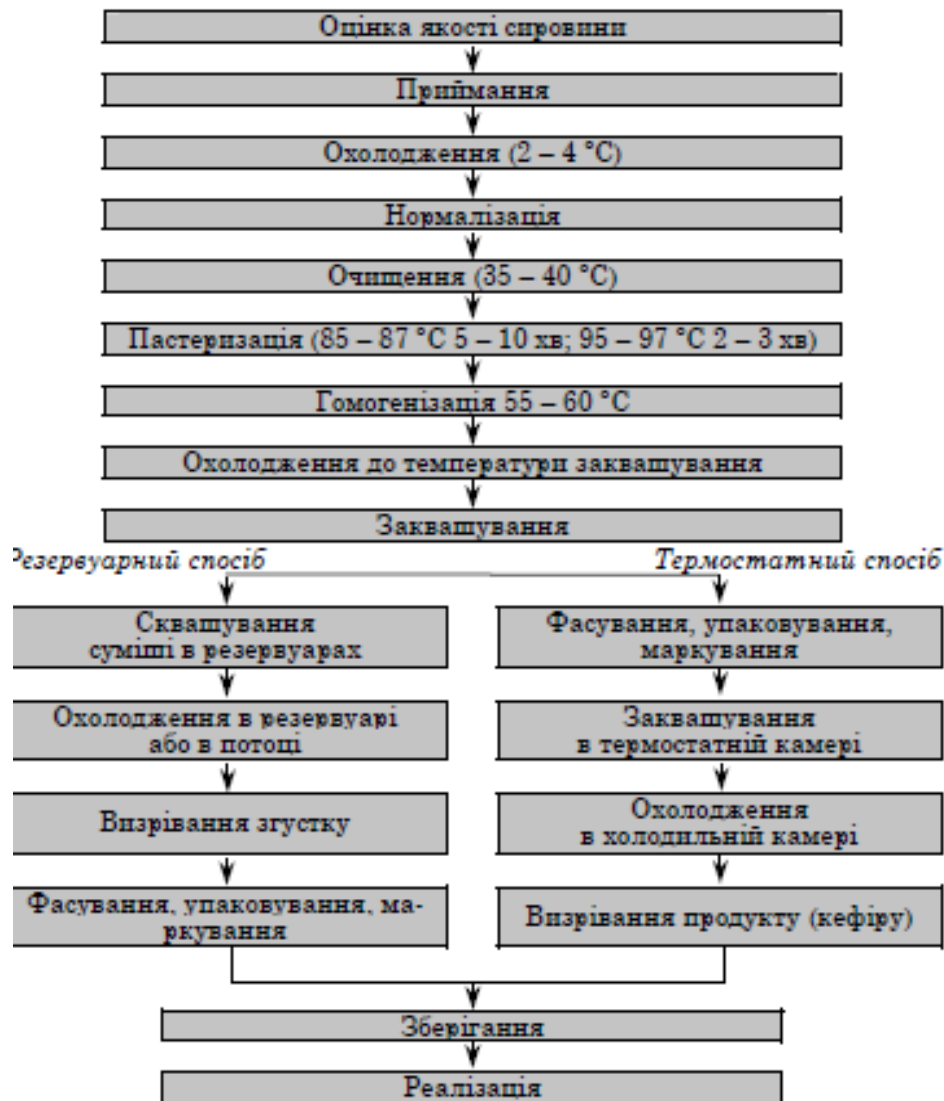 Оцінка якості сировини
Приймання
Охолодження (2 – 4 °С)
Нормалізація
Очищення (35 – 40 °С)
Пастеризація (85 – 87 °С 5 – 10 хв; 95 – 97 °С 2 – 3 хв)
Гомогенізація 55 – 60 °С
Охолодження до температури заквашування
Заквашування
Резервуарний спосіб
Термостатний спосіб
Сквашування
суміші в резервуарах
Фасування, упаковування,
маркування
Охолодження в резервуарі
або в потоці
Заквашування
в термостатній камері
Визрівання згустку
Охолодження
в холодильній камері
Фасування, упаковування, ма-
ркування
Визрівання продукту (кефіру)
Зберігання
Реалізація